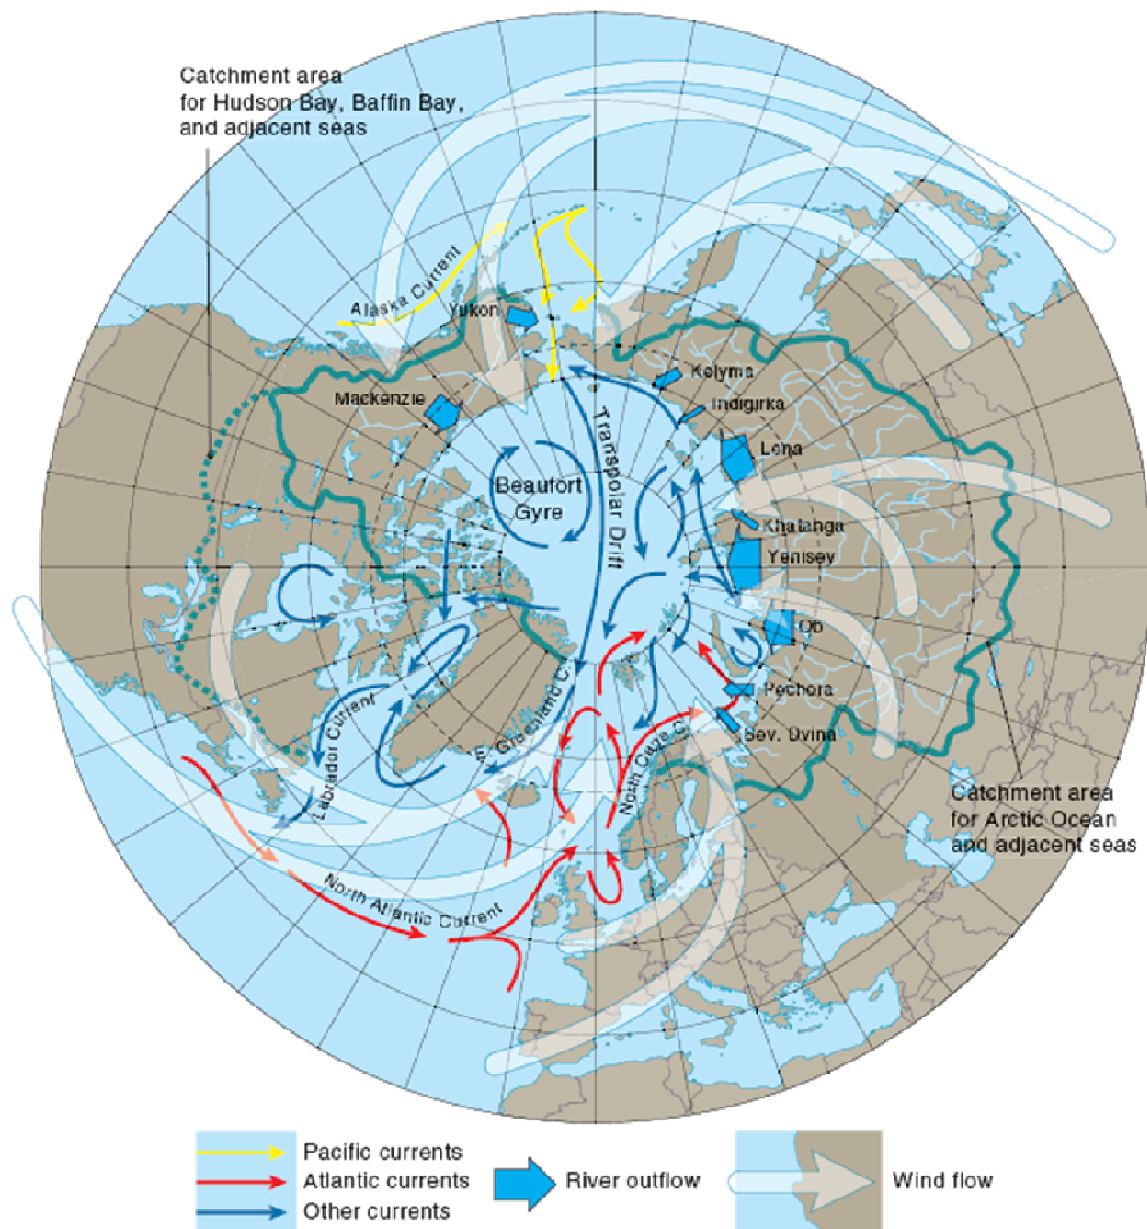 Catchment area
for Hudson Bay, Baffin Bay,
and adjacent seas
Alaska Current
Yukon
Mackenzie
Kolyma
Indigirka
Lena
Transpolar Drift
Beaufort
Gyre
Khatanga
Yenisey
Ob
Pechora
Sev. Dvina
E. Greenland C.
Labrador Current
North Cape C.
North Atlantic Current
Catchment area
for Arctic Ocean
and adjacent seas
Pacific currents
Atlantic currents
Other currents
River outflow
Wind flow